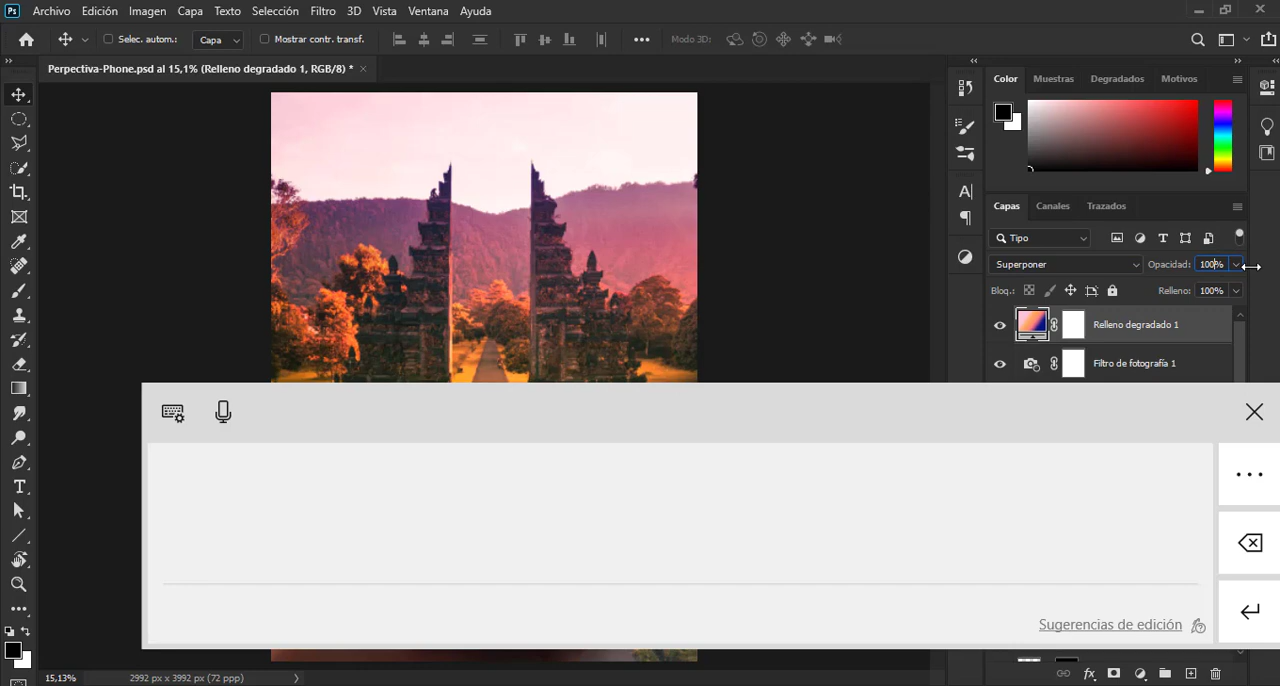 Ps Archivo Edición Imagen Capa Texto Selección Filtro 3D Vista Ventana Ayuda
Selec. autom.: Capa Mostrar contr. transf. ••• Modo 3D:
Perpectiva-Phone.psd al 15,1% (Relleno degradado 1, RGB/8) * ×
Color Muestras Degradados Motivos
Capas Canales Trazados
Tipo
Superponer Opacidad: 100%
Bloq.: Relleno: 100%
Relleno degradado 1
Filtro de fotografía 1
Sugerencias de edición
15,13% 2992 px x 3992 px (72 ppp)